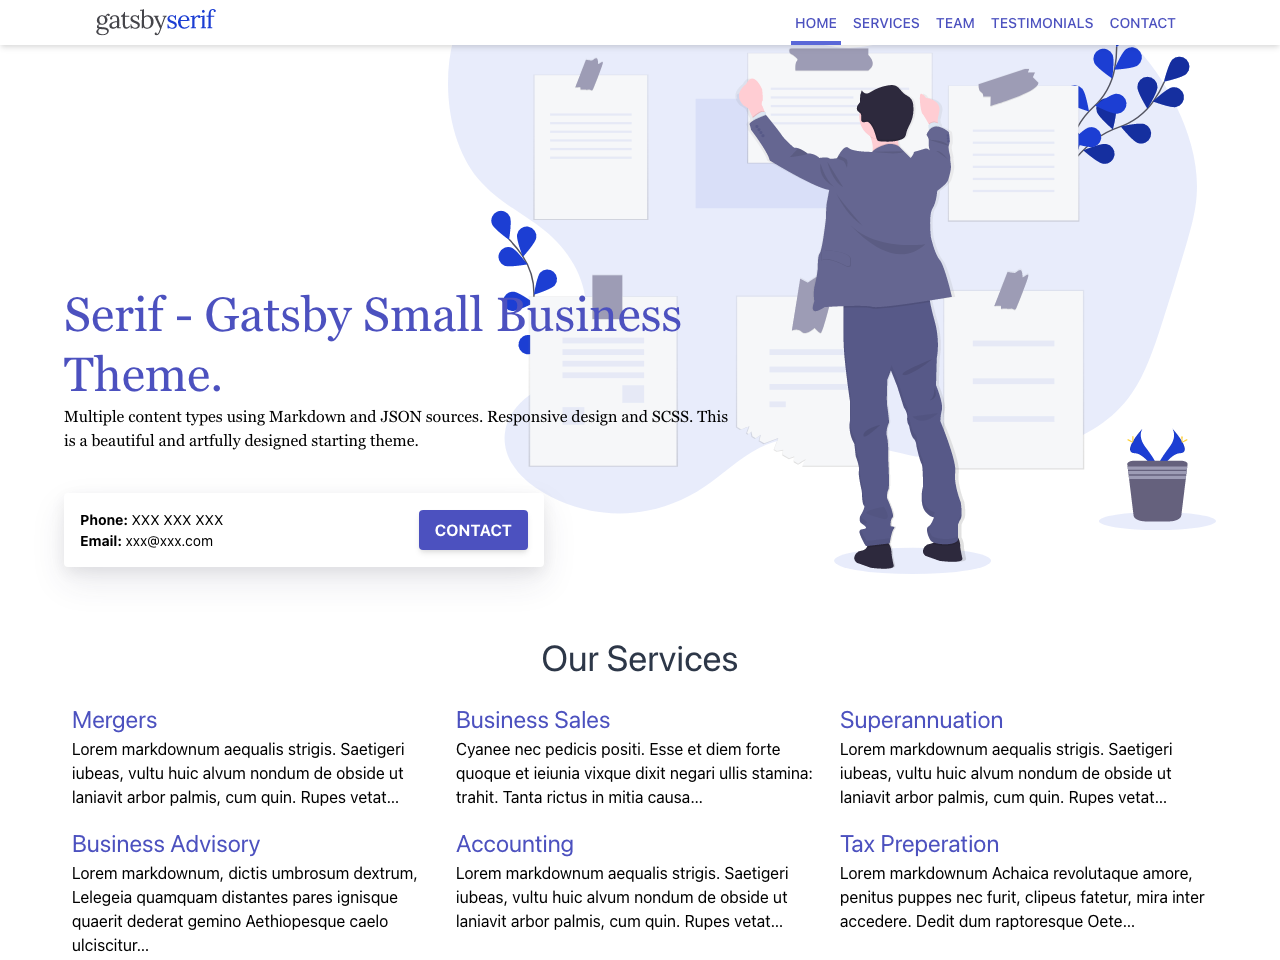 gatsbyserif
HOME SERVICES TEAM TESTIMONIALS CONTACT
Serif - Gatsby Small Business
Theme.
Multiple content types using Markdown and JSON sources. Responsive design and SCSS. This
is a beautiful and artfully designed starting theme.
Phone: XXX XXX XXX
Email: xxx@xxx.com
CONTACT
Our Services
Mergers
Lorem markdownum aequalis strigis. Saetigeri
iubeas, vultu huic alvum nondum de obside ut
laniavit arbor palmis, cum quin. Rupes vetat...
Business Sales
Cyanee nec pedicis positi. Esse et diem forte
quoque et ieiunia vixque dixit negari ullis stamina:
trahit. Tanta rictus in mitia causa...
Superannuation
Lorem markdownum aequalis strigis. Saetigeri
iubeas, vultu huic alvum nondum de obside ut
laniavit arbor palmis, cum quin. Rupes vetat...
Business Advisory
Lorem markdownum, dictis umbrosum dextrum,
Lelegeia quamquam distantes pares ignisque
quaerit dederat gemino Aethiopesque caelo
ulciscitur...
Accounting
Lorem markdownum aequalis strigis. Saetigeri
iubeas, vultu huic alvum nondum de obside ut
laniavit arbor palmis, cum quin. Rupes vetat...
Tax Preperation
Lorem markdownum Achaica revolutaque amore,
penitus puppes nec furit, clipeus fatetur, mira inter
accedere. Dedit dum raptoresque Oete...